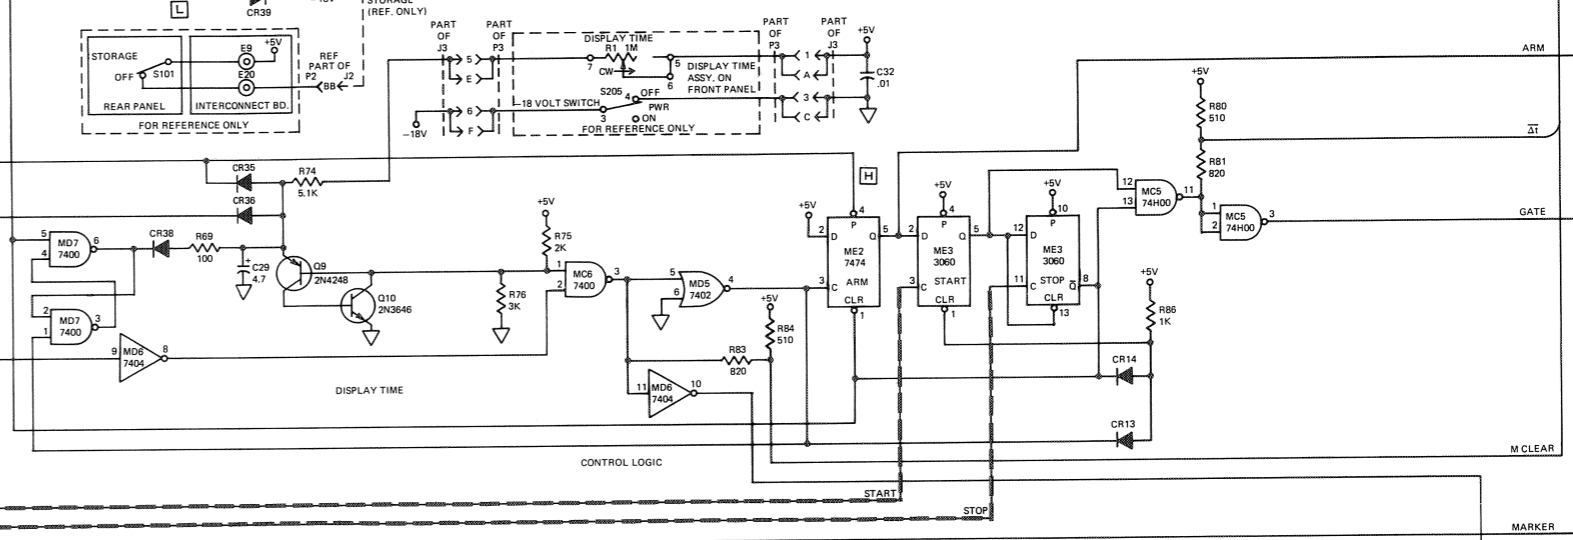 L
CR39
STORAGE
(REF. ONLY)
STORAGE
OFF
S101
REAR PANEL
E9
+5V
E20
INTERCONNECT BD.
FOR REFERENCE ONLY
REF
PART OF
P2
J2
BB
PART
OF
J3
PART
OF
P3
5
E
6
F
−18V
DISPLAY TIME
R1 1M
7
CW
5
6
DISPLAY TIME
ASSY. ON
FRONT PANEL
−18 VOLT SWITCH
S205
4
OFF
PWR
3
ON
FOR REFERENCE ONLY
PART
OF
P3
PART
OF
J3
1
A
3
C
+5V
C32
.01
ARM
+5V
R80
510
Δt
R81
820
CR35
R74
5.1K
CR36
5
4
MD7
7400
6
CR38
R69
100
+
C29
4.7
Q9
2N4248
Q10
2N3646
2
1
MD7
7400
3
9
MD6
7404
8
DISPLAY TIME
+5V
R75
2K
R76
3K
1
2
MC6
7400
3
5
6
MD5
7402
4
+5V
R84
510
R83
820
11
MD6
7404
10
H
+5V
4
P
2
D
Q
5
ME2
7474
3
C
ARM
CLR
1
+5V
4
P
2
D
Q
5
ME3
3060
3
C
START
CLR
1
+5V
10
P
12
D
ME3
3060
11
C
STOP
Q
8
CLR
13
12
13
MC5
74H00
11
1
2
MC5
74H00
3
GATE
+5V
R86
1K
CR14
CR13
M CLEAR
CONTROL LOGIC
START
STOP
MARKER